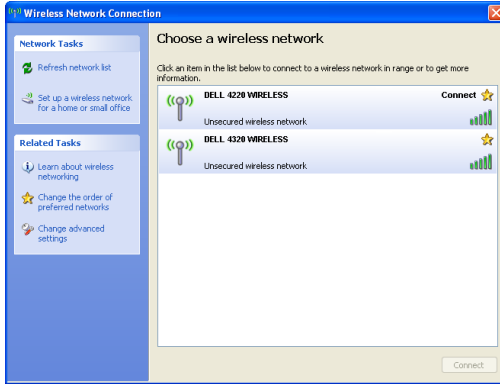 Wireless Network Connection
Network Tasks
Refresh network list
Set up a wireless network
for a home or small office
Related Tasks
Learn about wireless
networking
Change the order of
preferred networks
Change advanced
settings
Choose a wireless network
Click an item in the list below to connect to a wireless network in range or to get more
information.
DELL 4220 WIRELESS Connect
Unsecured wireless network
DELL 4320 WIRELESS
Unsecured wireless network
Connect